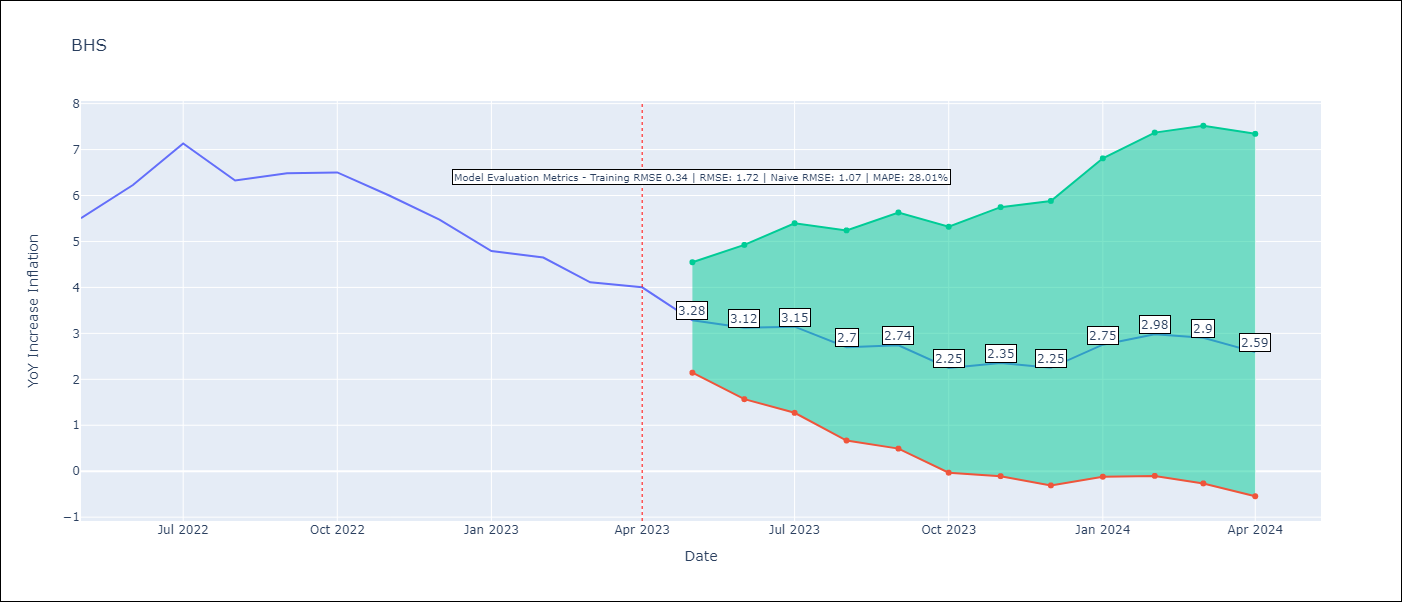 BHS
8
7
6
5
4
3
2
1
0
−1
YoY Increase Inflation
Model Evaluation Metrics - Training RMSE 0.34 | RMSE: 1.72 | Naive RMSE: 1.07 | MAPE: 28.01%
3.28
3.12
3.15
2.7
2.74
2.25
2.35
2.25
2.75
2.98
2.9
2.59
Jul 2022
Oct 2022
Jan 2023
Apr 2023
Jul 2023
Oct 2023
Jan 2024
Apr 2024
Date